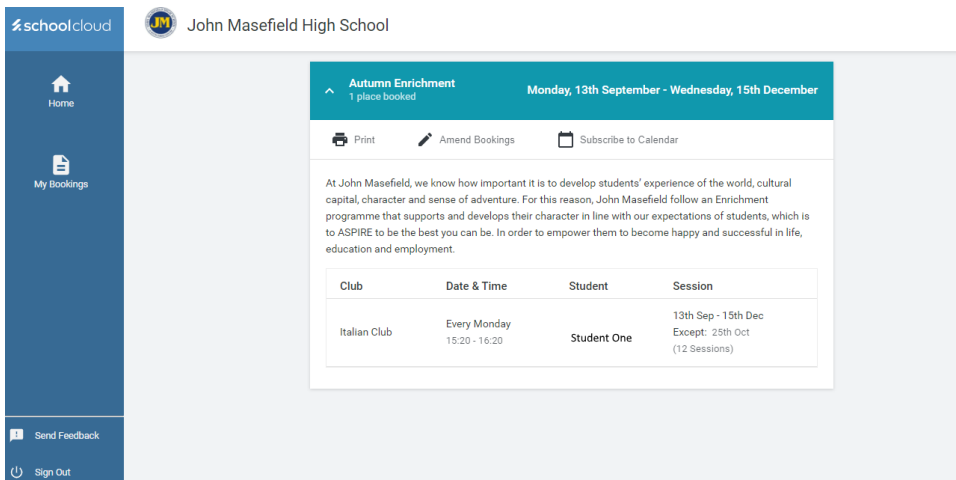 schoolcloud
JM
John Masefield High School
Home
My Bookings
Send Feedback
Sign Out
Autumn Enrichment
1 place booked
Monday, 13th September - Wednesday, 15th December
Print
Amend Bookings
Subscribe to Calendar
At John Masefield, we know how important it is to develop students' experience of the world, cultural
capital, character and sense of adventure. For this reason, John Masefield follow an Enrichment
programme that supports and develops their character in line with our expectations of students, which is
to ASPIRE to be the best you can be. In order to empower them to become happy and successful in life,
education and employment.
Club Date & Time Student Session
Italian Club
Every Monday
15:20 - 16:20
Student One
13th Sep - 15th Dec
Except: 25th Oct
(12 Sessions)